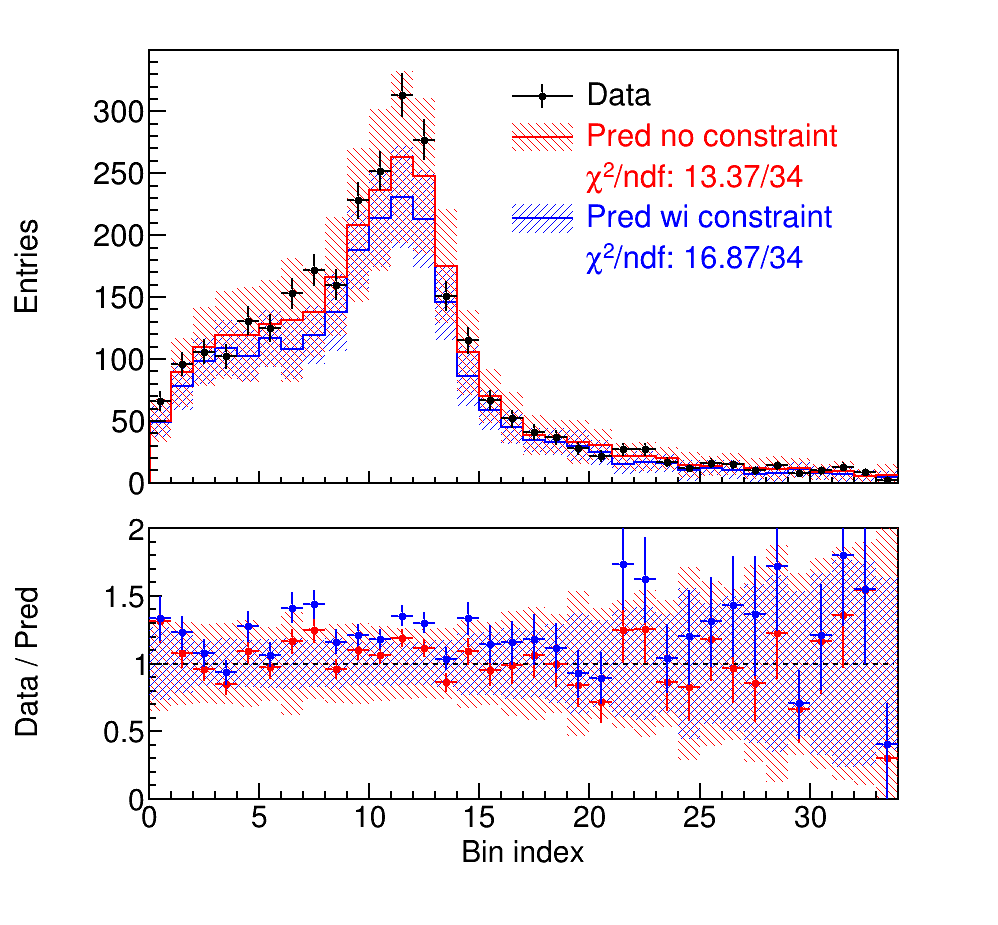 Entries
300
250
200
150
100
50
0
Data
Pred no constraint
χ²/ndf: 13.37/34
Pred wi constraint
χ²/ndf: 16.87/34
Data / Pred
2
1.5
1
0.5
0
0 5 10 15 20 25 30
Bin index